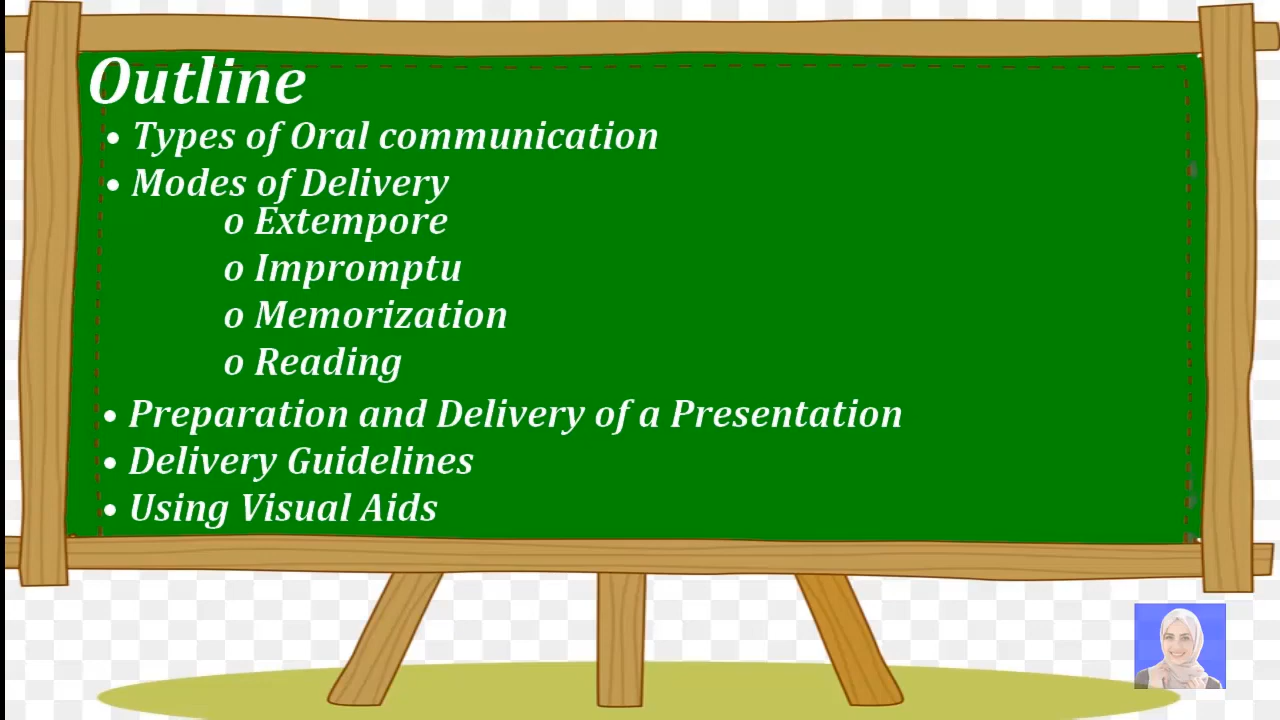 Outline
• Types of Oral communication
• Modes of Delivery
o Extempore
o Impromptu
o Memorization
o Reading
• Preparation and Delivery of a Presentation
• Delivery Guidelines
• Using Visual Aids